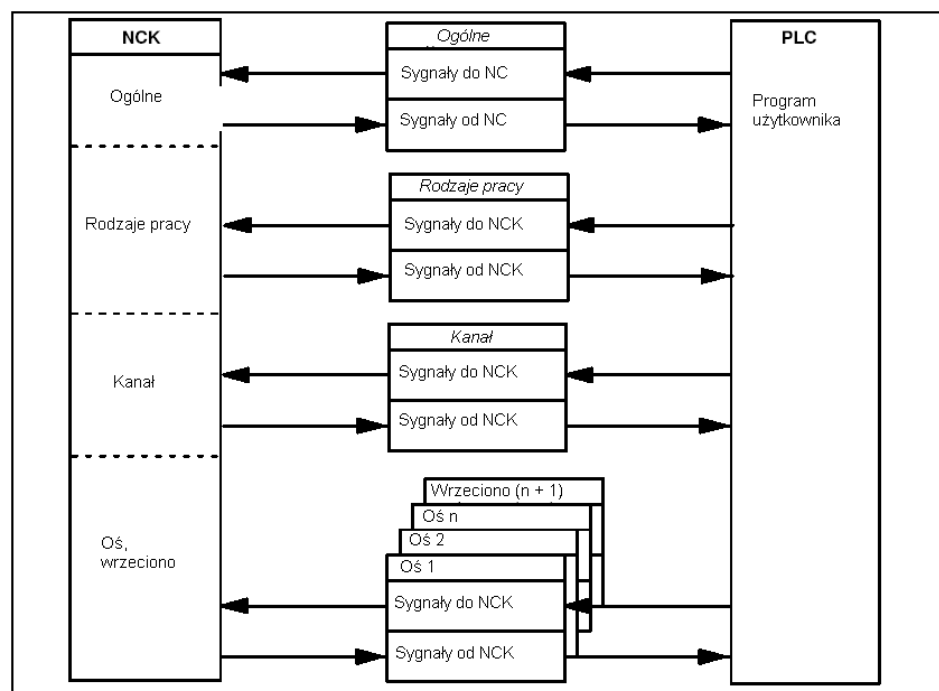 NCK
Ogólne
PLC
Sygnały do NC
Ogólne
Sygnały od NC
Program
użytkownika
Rodzaje pracy
Rodzaje pracy
Sygnały do NCK
Sygnały od NCK
Kanał
Kanał
Sygnały do NCK
Sygnały od NCK
Wrzeciono (n + 1)
Oś n
Oś 2
Oś 1
Oś,
wrzeciono
Sygnały do NCK
Sygnały od NCK